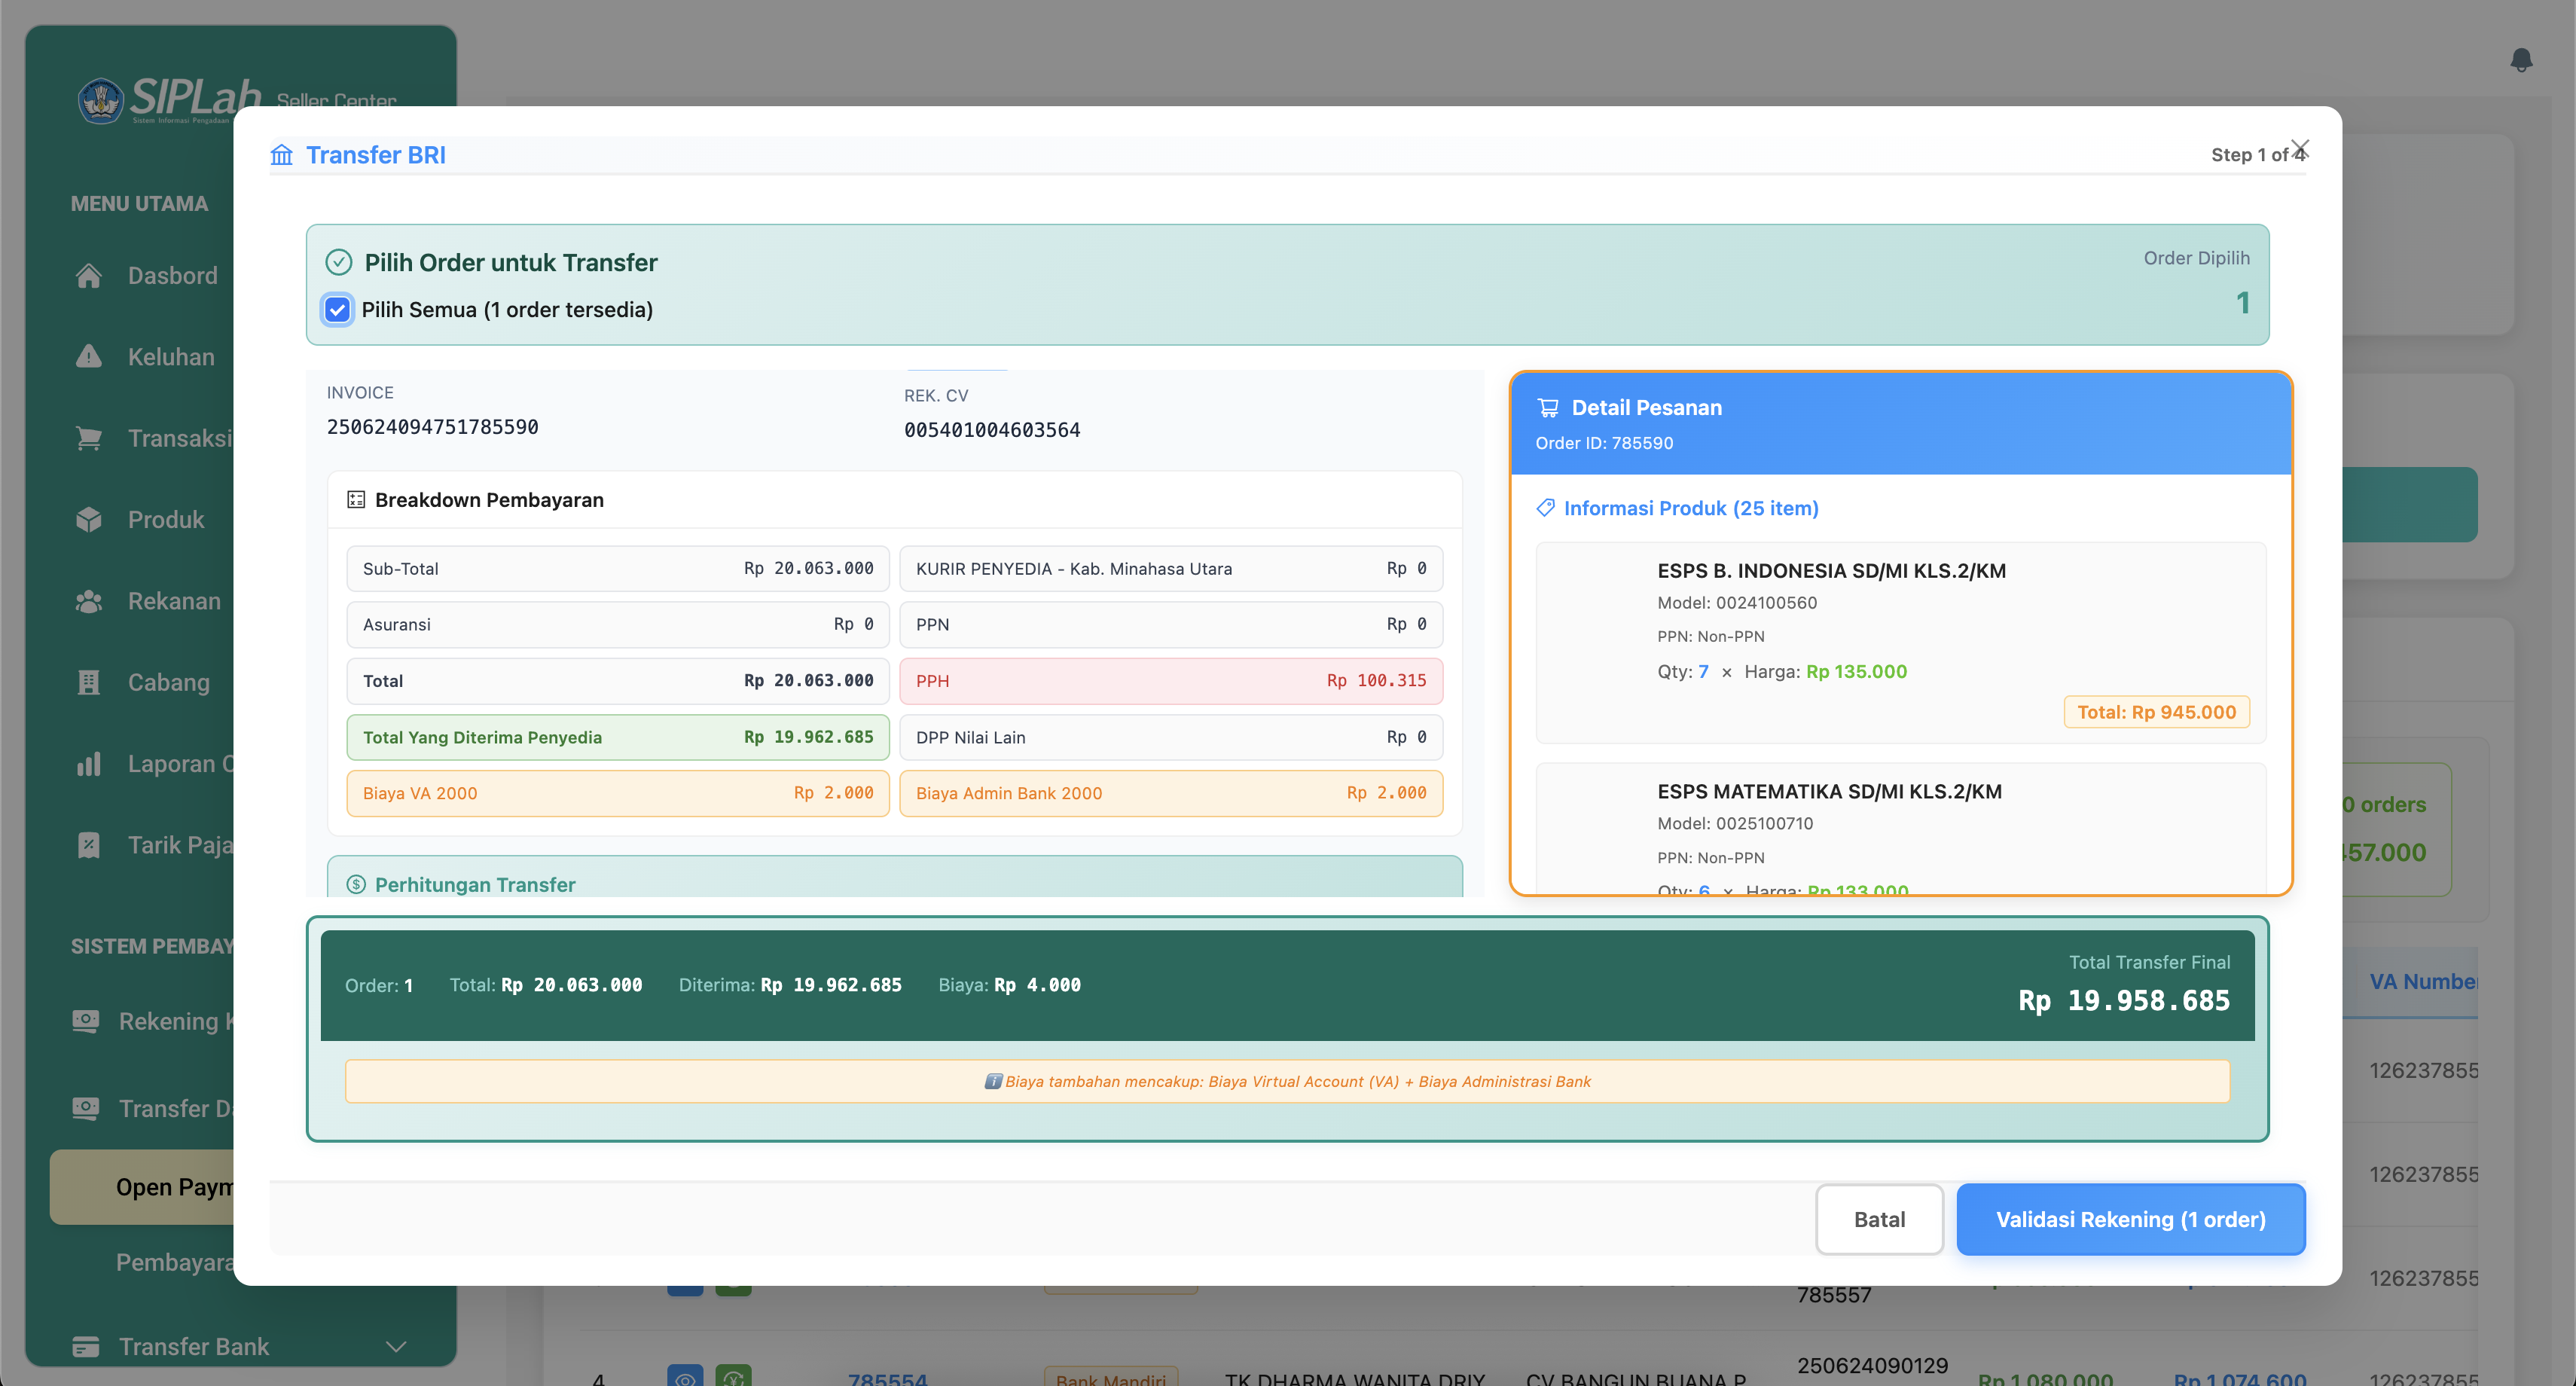 SIPLah Seller Center
Sistem Informasi Pengadaan
MENU UTAMA
Dasbord
Keluhan
Transaksi
Produk
Rekanan
Cabang
Laporan
Tarik
SISTEM
Rekening
Transfer
Open
Transfer Bank
Transfer BRI
Step 1 of 4
Pilih Order untuk Transfer
Order Dipilih
Pilih Semua (1 order tersedia)
1
INVOICE
250624094751785590
REK. CV
005401004603564
Breakdown Pembayaran
Sub-Total Rp 20.063.000
KURIR PENYEDIA - Kab. Minahasa Utara Rp 0
Asuransi Rp 0
PPN Rp 0
Total Rp 20.063.000
PPH Rp 100.315
Total Yang Diterima Penyedia Rp 19.962.685
DPP Nilai Lain Rp 0
Biaya VA 2000 Rp 2.000
Biaya Admin Bank 2000 Rp 2.000
Perhitungan Transfer
Detail Pesanan
Order ID: 785590
Informasi Produk (25 item)
ESPS B. INDONESIA SD/MI KLS.2/KM
Model: 0024100560
PPN: Non-PPN
Qty: 7 × Harga: Rp 135.000
Total: Rp 945.000
ESPS MATEMATIKA SD/MI KLS.2/KM
Model: 0025100710
PPN: Non-PPN
Qty: 6 × Harga: Rp 133.000
Order: 1 Total: Rp 20.063.000 Diterima: Rp 19.962.685 Biaya: Rp 4.000
Total Transfer Final
Rp 19.958.685
Biaya tambahan mencakup: Biaya Virtual Account (VA) + Biaya Administrasi Bank
Batal
Validasi Rekening (1 order)
0 orders
57.000
VA Number
126237855
126237855
126237855
785557
4 785554 Bank Mandiri TK DHARMA WANITA DRIY CV BANGUN BUANA P 250624090129 Rp 1.080.000 Rp 1.074.600 126237855